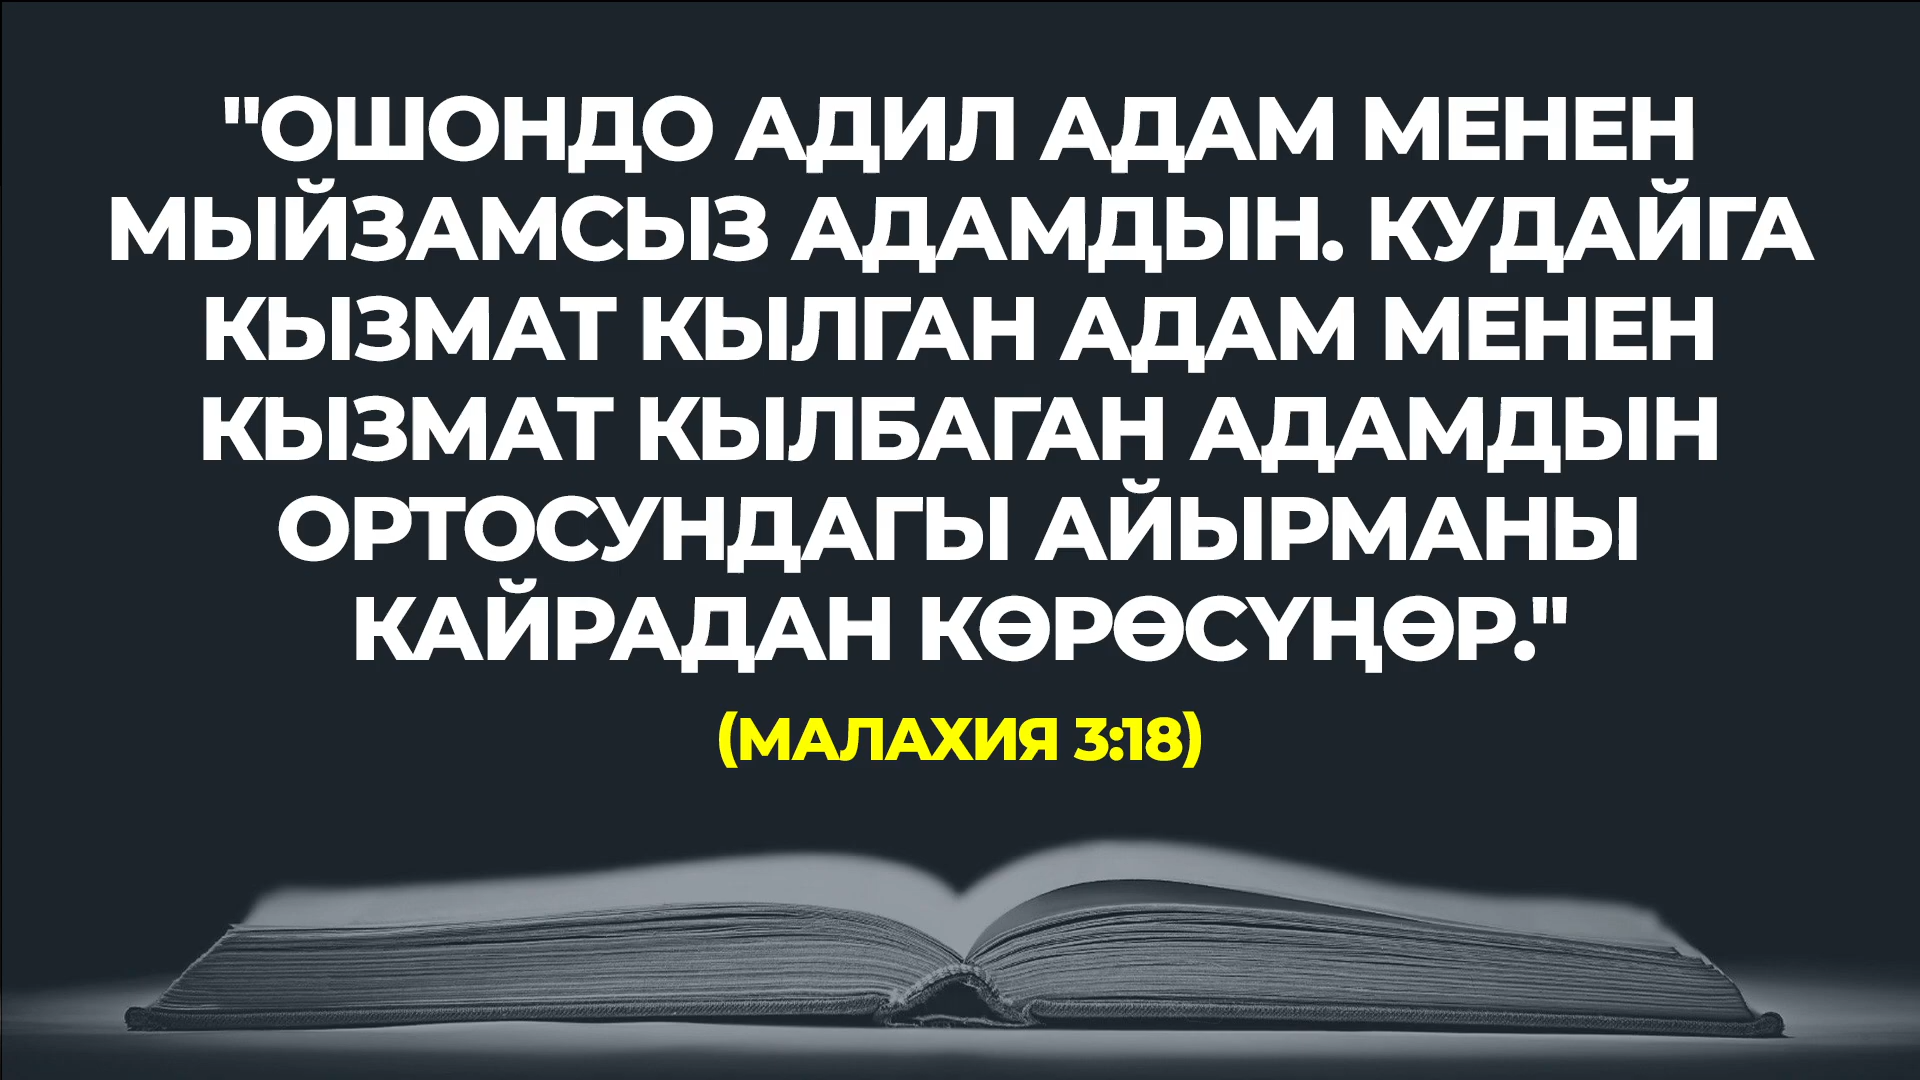 "ОШОНДО АДИЛ АДАМ МЕНЕН
МЫЙЗАМСЫЗ АДАМДЫН. КУДАЙГА
КЫЗМАТ КЫЛГАН АДАМ МЕНЕН
КЫЗМАТ КЫЛБАГАН АДАМДЫН
ОРТОСУНДАГЫ АЙЫРМАНЫ
КАЙРАДАН КӨРӨСҮҢӨР."
(МАЛАХИЯ 3:18)